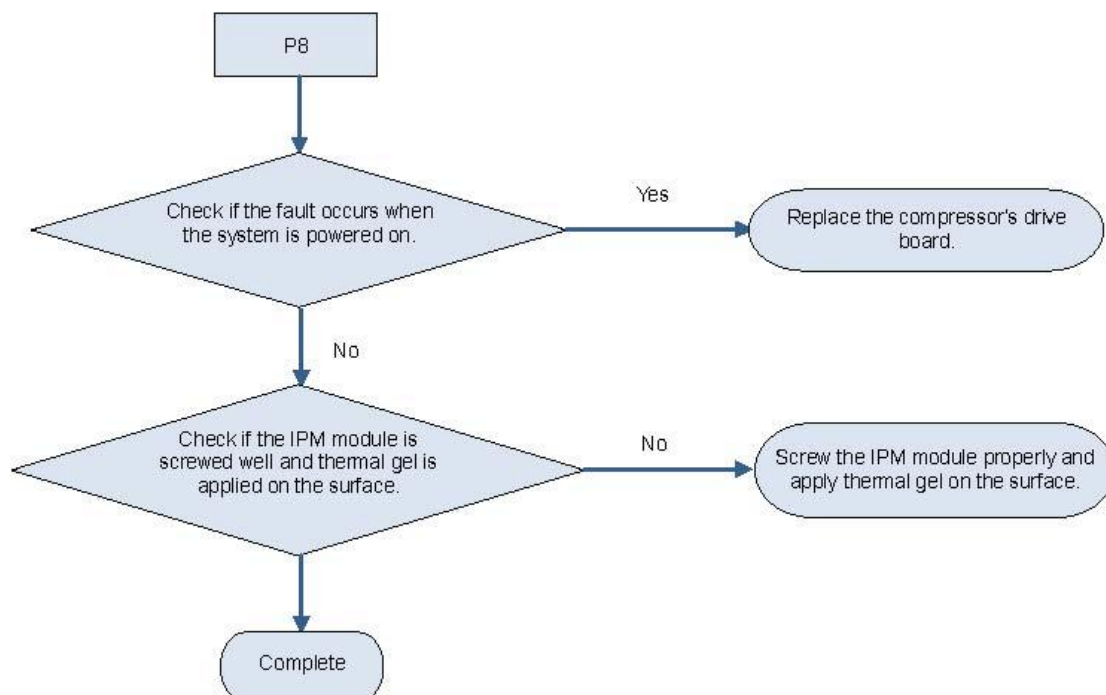 P8
Check if the fault occurs when
the system is powered on.
Yes
Replace the compressor's drive
board.
No
Check if the IPM module is
screwed well and thermal gel is
applied on the surface.
No
Screw the IPM module properly and
apply thermal gel on the surface.
Complete